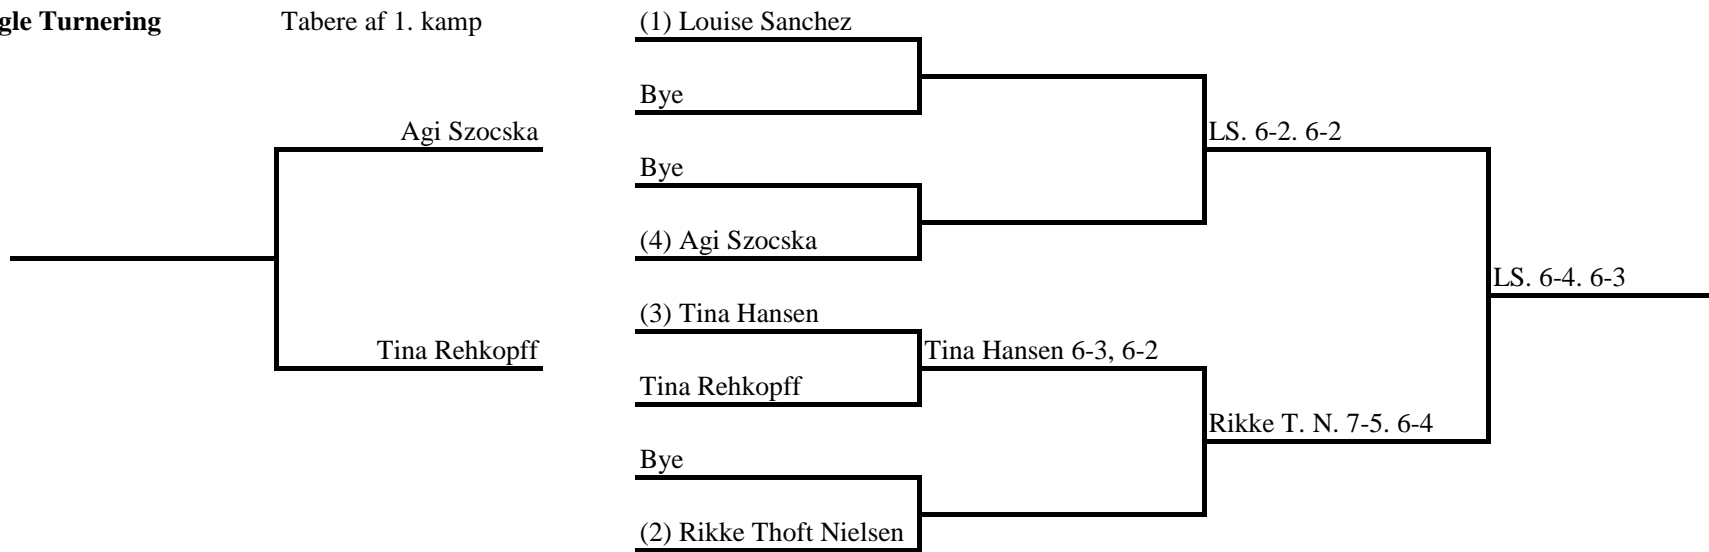 gle Turnering
Tabere af 1. kamp
(1) Louise Sanchez
Bye
Agi Szocska
LS. 6-2. 6-2
Bye
(4) Agi Szocska
LS. 6-4. 6-3
(3) Tina Hansen
Tina Rehkopff
Tina Hansen 6-3, 6-2
Tina Rehkopff
Rikke T. N. 7-5. 6-4
Bye
(2) Rikke Thoft Nielsen